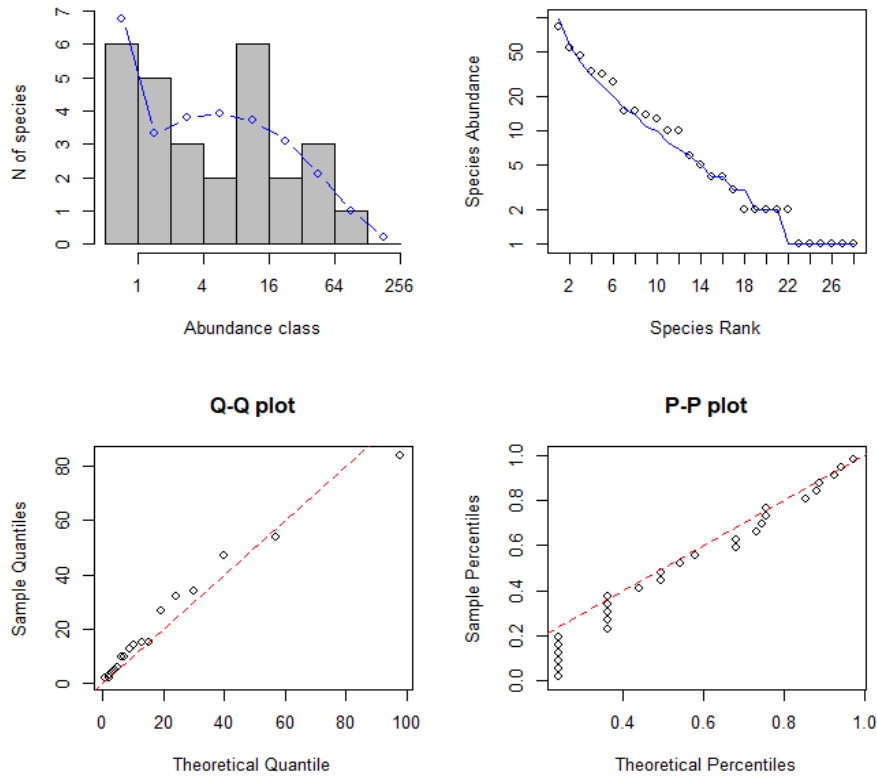 N of species
0 1 2 3 4 5 6 7
1 4 16 64 256
Abundance class
Species Abundance
1 2 5 10 20 50
2 6 10 14 18 22 26
Species Rank
Q-Q plot
Sample Quantiles
0 20 40 60 80
0 20 40 60 80 100
Theoretical Quantile
P-P plot
Sample Percentiles
0.0 0.2 0.4 0.6 0.8 1.0
0.4 0.6 0.8 1.0
Theoretical Percentiles